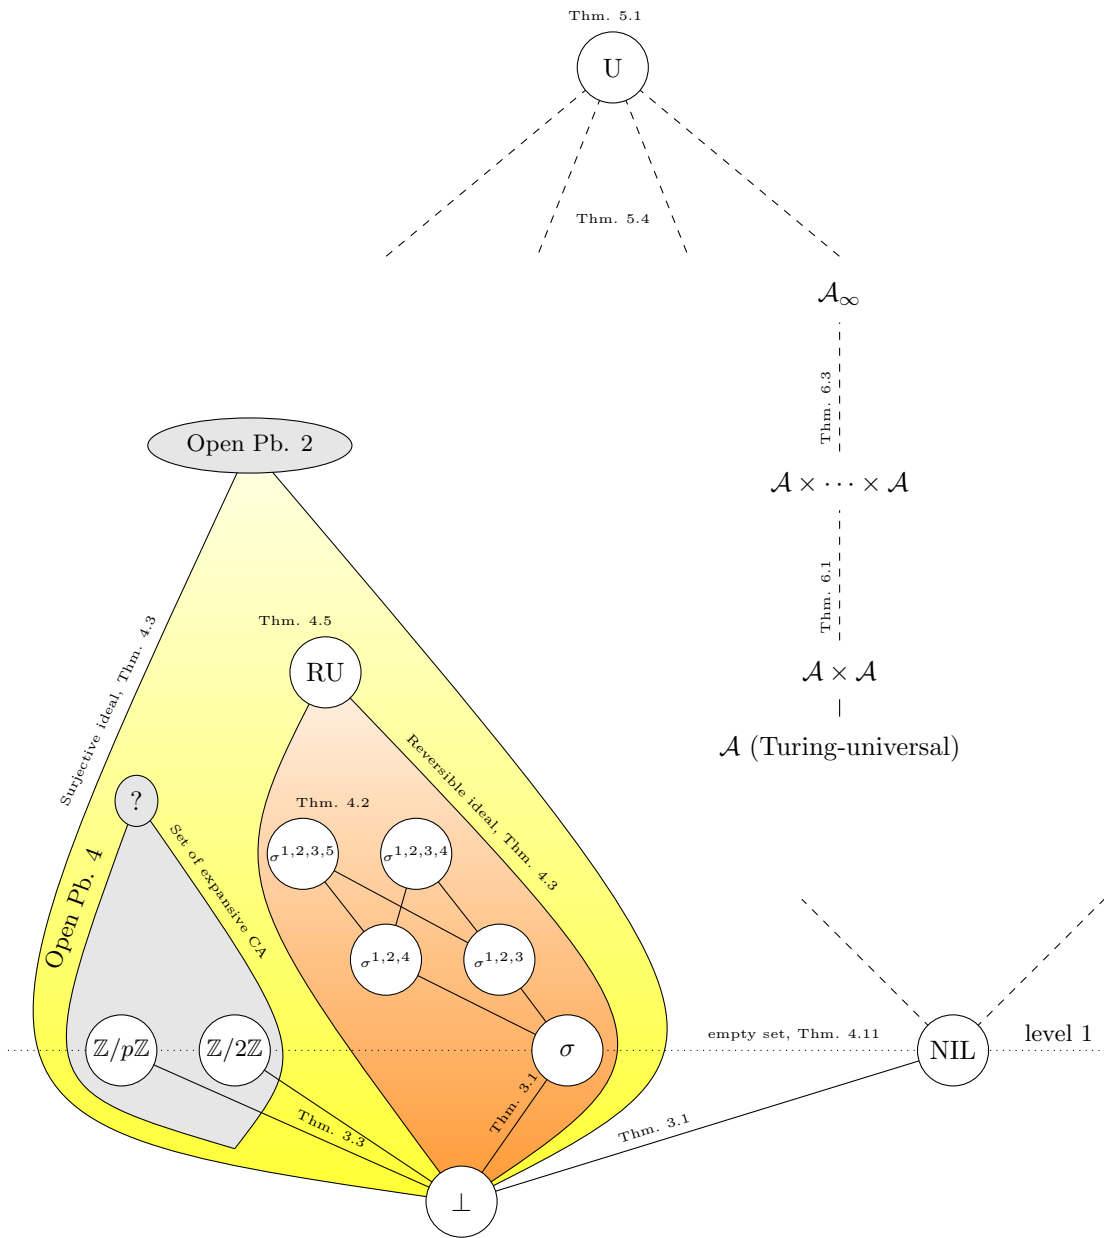 Thm. 5.1
U
Thm. 5.4
𝒜∞
Thm. 6.3
Open Pb. 2
𝒜 × ⋯ × 𝒜
Thm. 6.1
Surjective ideal, Thm. 4.3
Thm. 4.5
RU
𝒜 × 𝒜
𝒜 (Turing-universal)
Reversible ideal, Thm. 4.3
?
Thm. 4.2
σ^{1,2,3,5}
σ^{1,2,3,4}
Set of expansive CA
Open Pb. 4
σ^{1,2,4}
σ^{1,2,3}
empty set, Thm. 4.11
level 1
ℤ/pℤ
ℤ/2ℤ
σ
NIL
Thm. 3.1
Thm. 3.3
Thm. 3.1
⊥